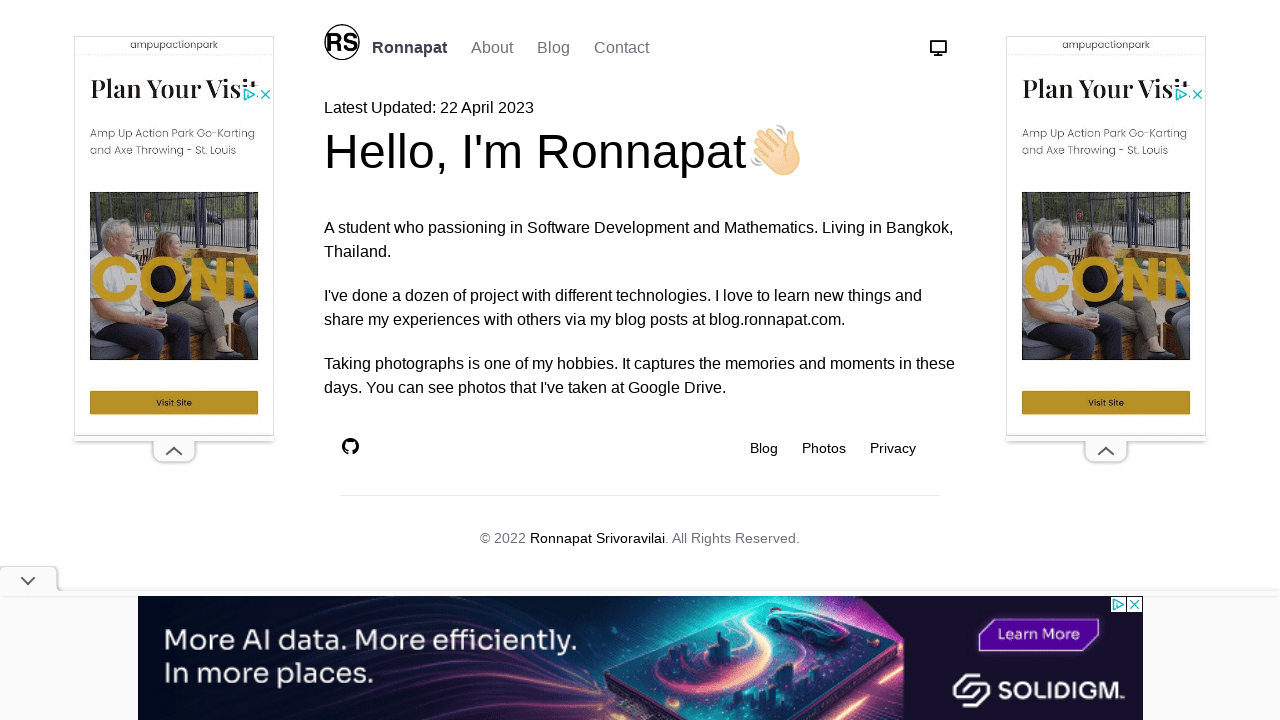 RS Ronnapat About Blog Contact
Latest Updated: 22 April 2023
Hello, I'm Ronnapat👋🏻
A student who passioning in Software Development and Mathematics. Living in Bangkok,
Thailand.
I've done a dozen of project with different technologies. I love to learn new things and
share my experiences with others via my blog posts at blog.ronnapat.com.
Taking photographs is one of my hobbies. It captures the memories and moments in these
days. You can see photos that I've taken at Google Drive.
Blog Photos Privacy
© 2022 Ronnapat Srivoravilai. All Rights Reserved.
ampupactionpark
Plan Your Visit
Amp Up Action Park Go-Karting
and Axe Throwing - St. Louis
CONN
Visit Site
ampupactionpark
Plan Your Visit
Amp Up Action Park Go-Karting
and Axe Throwing - St. Louis
CONN
Visit Site
More AI data. More efficiently.
In more places.
Learn More
SOLIDIGM™